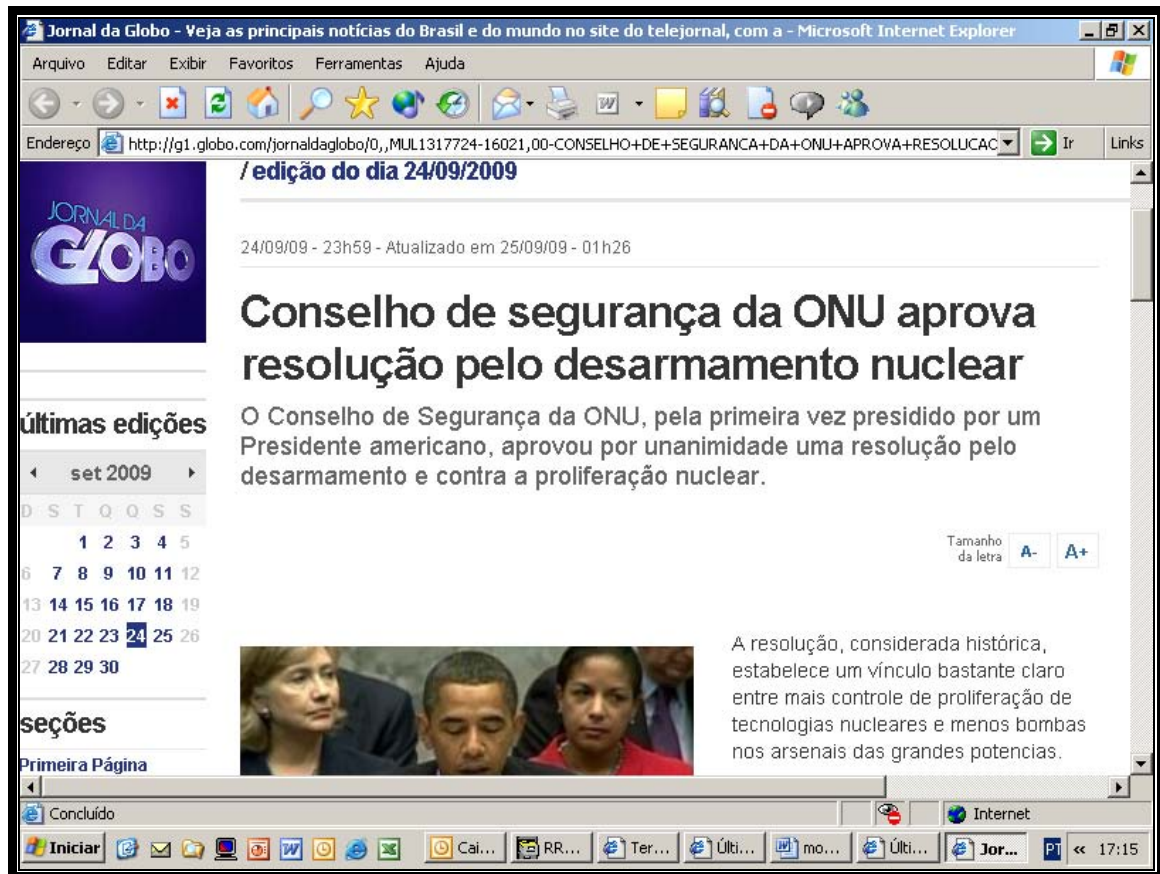 Jornal da Globo - Veja as principais notícias do Brasil e do mundo no site do telejornal, com a - Microsoft Internet Explorer
Arquivo Editar Exibir Favoritos Ferramentas Ajuda
Endereço http://g1.globo.com/jornaldaglobo/0,,MUL1317724-16021,00-CONSELHO+DE+SEGURANCA+DA+ONU+APROVA+RESOLUCAC Ir Links
/ edição do dia 24/09/2009
JORNAL DA
GLOBO
24/09/09 - 23h59 - Atualizado em 25/09/09 - 01h26
Conselho de segurança da ONU aprova
resolução pelo desarmamento nuclear
O Conselho de Segurança da ONU, pela primeira vez presidido por um
Presidente americano, aprovou por unanimidade uma resolução pelo
desarmamento e contra a proliferação nuclear.
últimas edições
set 2009
D S T Q Q S S
1 2 3 4 5
6 7 8 9 10 11 12
13 14 15 16 17 18 19
20 21 22 23 24 25 26
27 28 29 30
seções
Primeira Página
Tamanho
da letra A- A+
A resolução, considerada histórica,
estabelece um vínculo bastante claro
entre mais controle de proliferação de
tecnologias nucleares e menos bombas
nos arsenais das grandes potencias.
Concluído Internet
Iniciar Cai... RR... Ter... Últi... mo... Últi... Jor... PT « 17:15